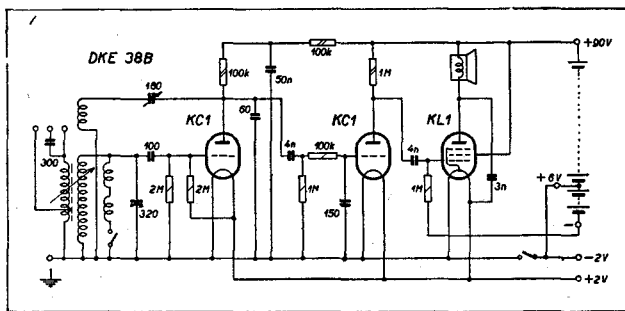 DKE 38B
+90V
100k
100k
50n
1M
180
KC1
60
KC1
KL1
300
100
4n
100k
4n
+6V
2M
2M
320
1M
150
1M
3n
-
-2V
+2V